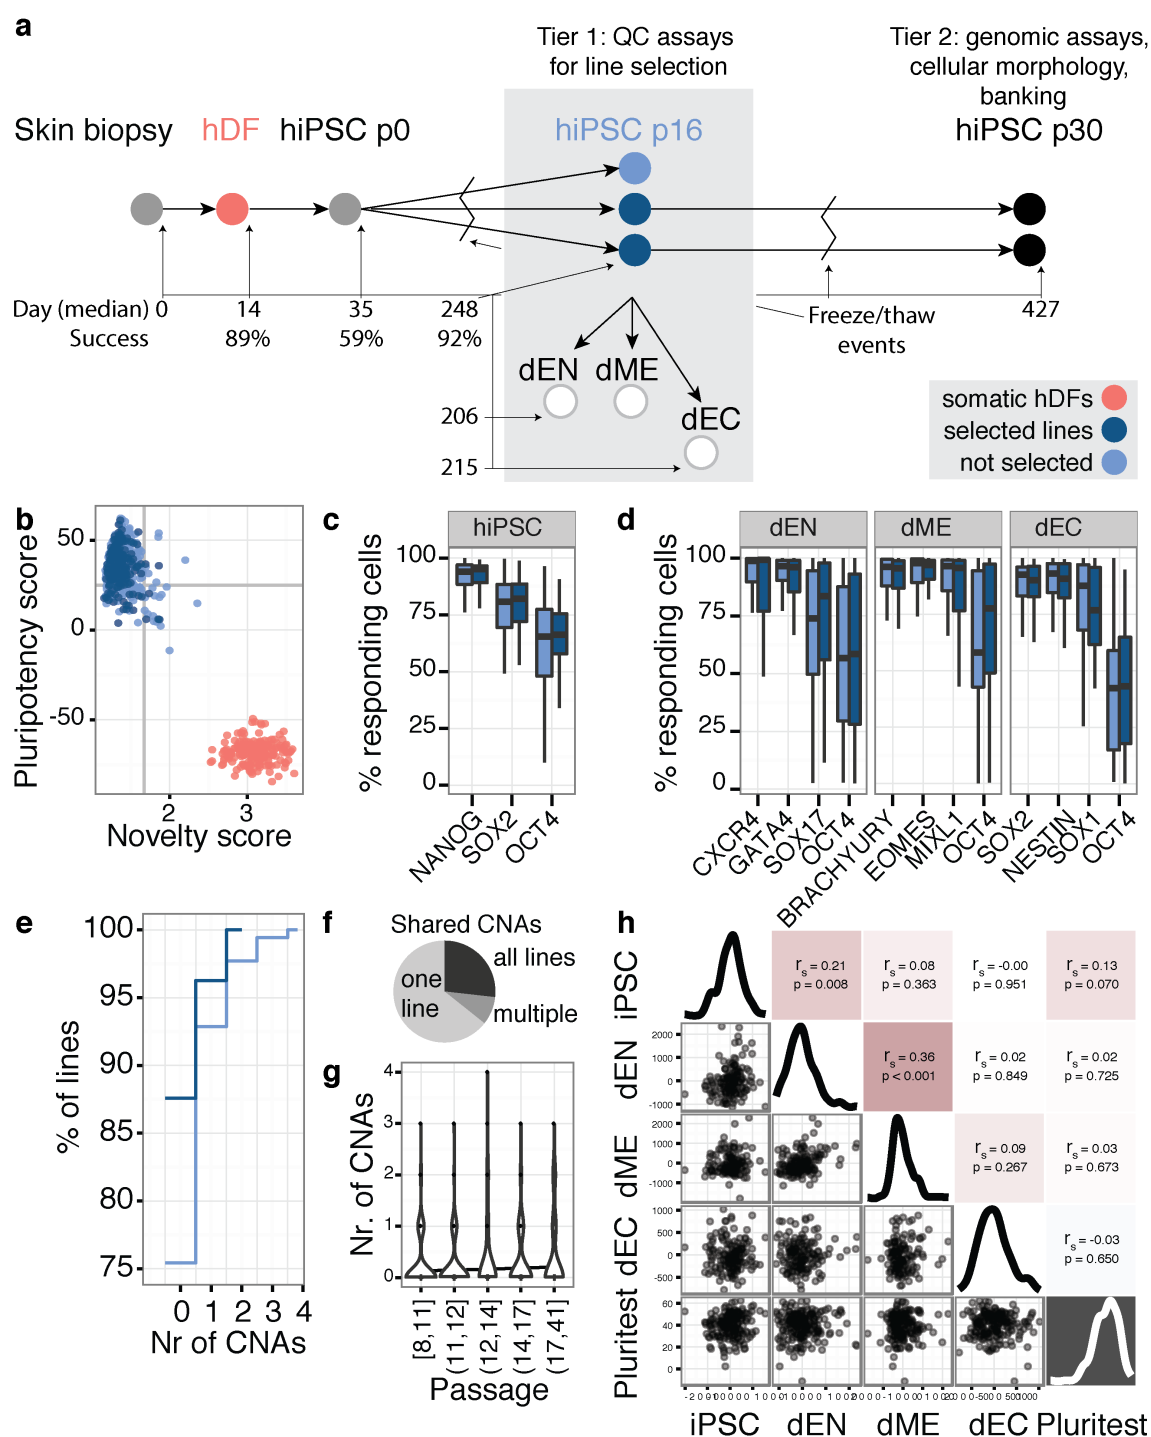 a
Tier 1: QC assays
for line selection
Tier 2: genomic assays,
cellular morphology,
banking
Skin biopsy
hDF
hiPSC p0
hiPSC p16
hiPSC p30
Day (median) 0
14
35
248
427
Success
89%
59%
92%
Freeze/thaw
events
dEN
dME
dEC
206
215
somatic hDFs
selected lines
not selected
b
Pluripotency score
50
0
-50
2
3
Novelty score
c
hiPSC
% responding cells
100
75
50
25
0
NANOG
SOX2
OCT4
d
dEN
dME
dEC
% responding cells
100
75
50
25
0
CXCR4
GATA4
SOX17
OCT4
BRACHYURY
EOMES
MIXL1
OCT4
SOX2
NESTIN
SOX1
OCT4
e
% of lines
100
95
90
85
80
75
0 1 2 3 4
Nr of CNAs
f
Shared CNAs
all lines
one
line
multiple
g
Nr. of CNAs
4
3
2
1
0
[8,11]
(11,12]
(12,14]
(14,17]
(17,41]
Passage
h
iPSC
rs = 0.21
p = 0.008
rs = 0.08
p = 0.363
rs = -0.00
p = 0.951
rs = 0.13
p = 0.070
dEN
2000
1000
0
-1000
rs = 0.36
p < 0.001
rs = 0.02
p = 0.849
rs = 0.02
p = 0.725
dME
2000
1000
0
-1000
rs = 0.09
p = 0.267
rs = 0.03
p = 0.673
dEC
1000
500
0
-500
rs = -0.03
p = 0.650
Pluritest
60
40
20
0
iPSC
dEN
dME
dEC
Pluritest